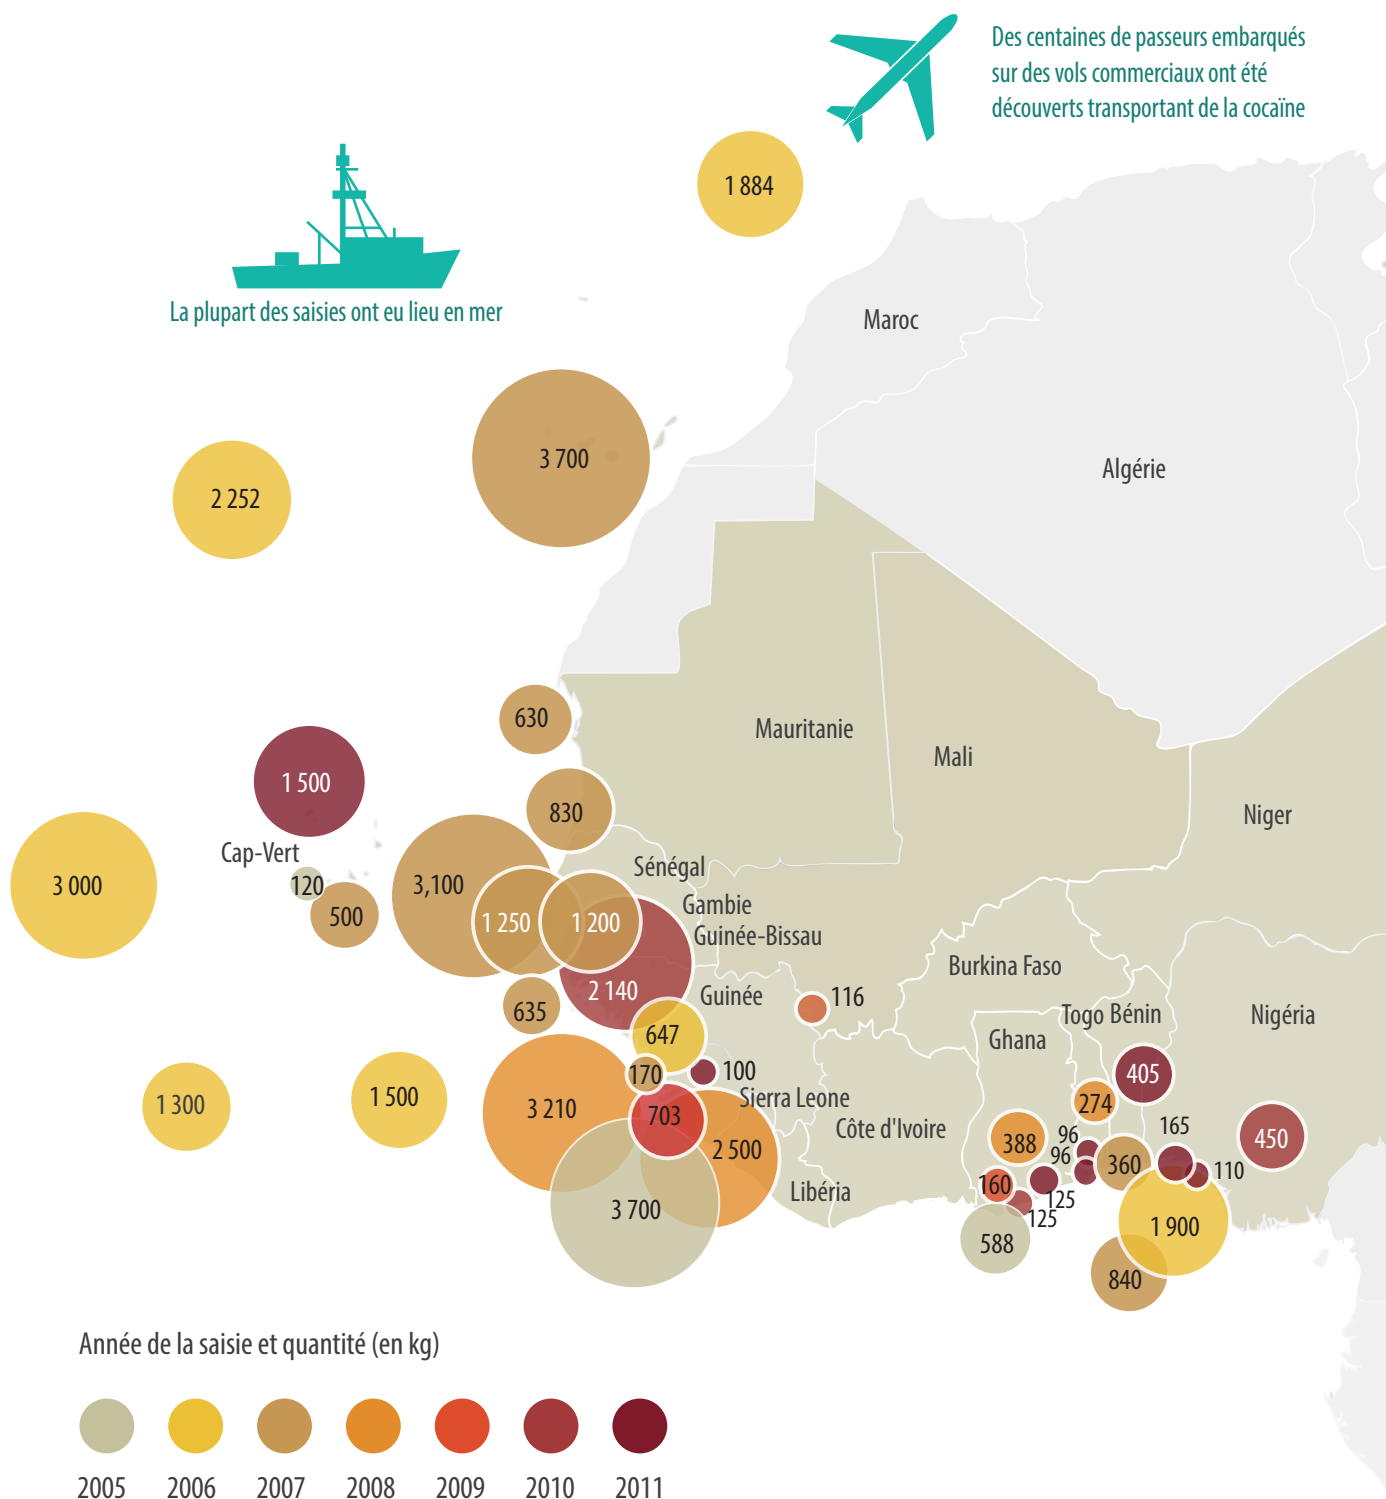 Des centaines de passeurs embarqués
sur des vols commerciaux ont été
découverts transportant de la cocaïne
1 884
La plupart des saisies ont eu lieu en mer
Maroc
3 700
Algérie
2 252
630
Mauritanie
Mali
1 500
830
Niger
Cap-Vert
Sénégal
3 000
120
3,100
500
Gambie
1 250
1 200
Guinée-Bissau
Burkina Faso
2 140
Guinée
116
635
Togo
Bénin
Nigéria
647
Ghana
170
100
405
1 300
1 500
Sierra Leone
274
3 210
703
Côte d'Ivoire
388
96
165
2 500
96
360
450
160
110
Libéria
125
125
3 700
588
1 900
840
Année de la saisie et quantité (en kg)
2005
2006
2007
2008
2009
2010
2011